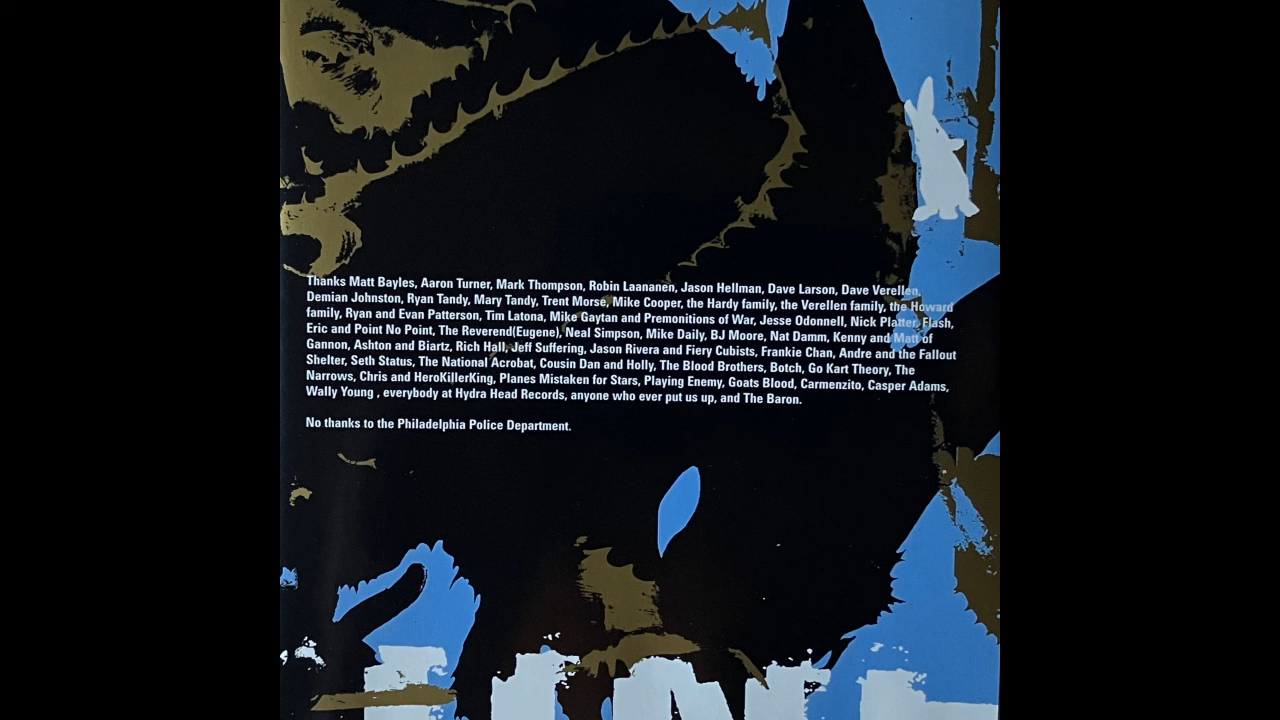 Thanks Matt Bayles, Aaron Turner, Mark Thompson, Robin Laananen, Jason Hellman, Dave Larson, Dave Verellen,
Demian Johnston, Ryan Tandy, Mary Tandy, Trent Morse, Mike Cooper, the Hardy family, the Verellen family, the Howard
family, Ryan and Evan Patterson, Tim Latona, Mike Gaytan and Premonitions of War, Jesse Odonnell, Nick Platter, Flash,
Eric and Point No Point, The Reverend(Eugene), Neal Simpson, Mike Daily, BJ Moore, Nat Damm, Kenny and Matt of
Gannon, Ashton and Biartz, Rich Hall, Jeff Suffering, Jason Rivera and Fiery Cubists, Frankie Chan, Andre and the Fallout
Shelter, Seth Status, The National Acrobat, Cousin Dan and Holly, The Blood Brothers, Botch, Go Kart Theory, The
Narrows, Chris and HeroKillerKing, Planes Mistaken for Stars, Playing Enemy, Goats Blood, Carmenzito, Casper Adams,
Wally Young , everybody at Hydra Head Records, anyone who ever put us up, and The Baron.
No thanks to the Philadelphia Police Department.